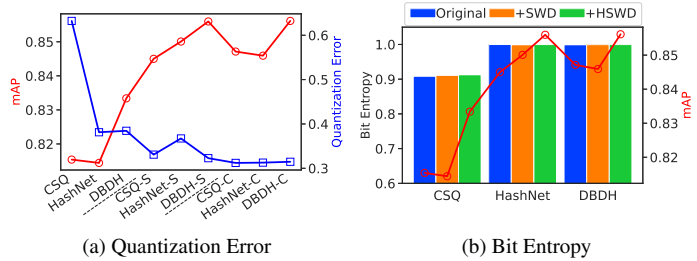 0.85
0.84
0.83
0.82
mAP
0.6
0.5
0.4
0.3
Quantization Error
CSQ
HashNet
DBDH
CSQ-S
HashNet-S
DBDH-S
CSQ-C
HashNet-C
DBDH-C
(a) Quantization Error
Original +SWD +HSWD
1.0
0.9
0.8
0.7
0.6
Bit Entropy
0.85
0.84
0.83
0.82
mAP
CSQ HashNet DBDH
(b) Bit Entropy